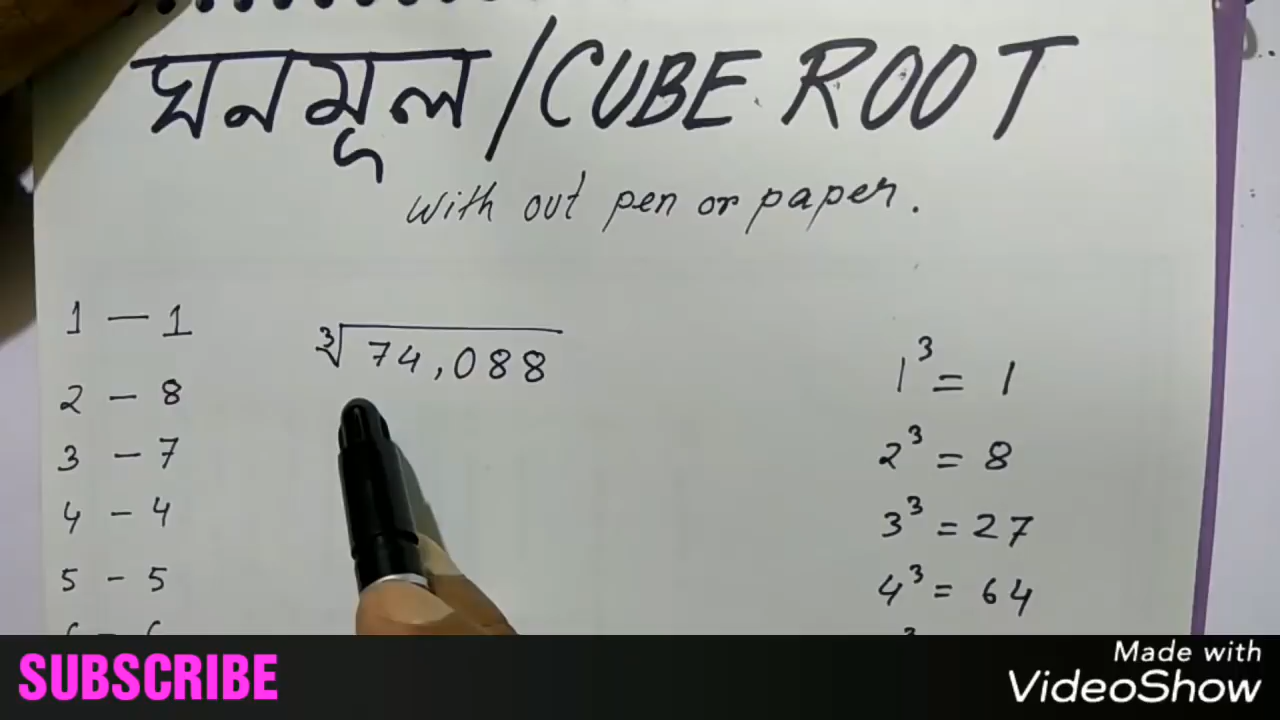 ঘনমূল/CUBE ROOT
with out pen or paper.
1 - 1
2 - 8
3 - 7
4 - 4
5 - 5
∛74,088
1³ = 1
2³ = 8
3³ = 27
4³ = 64
SUBSCRIBE
Made with
VideoShow